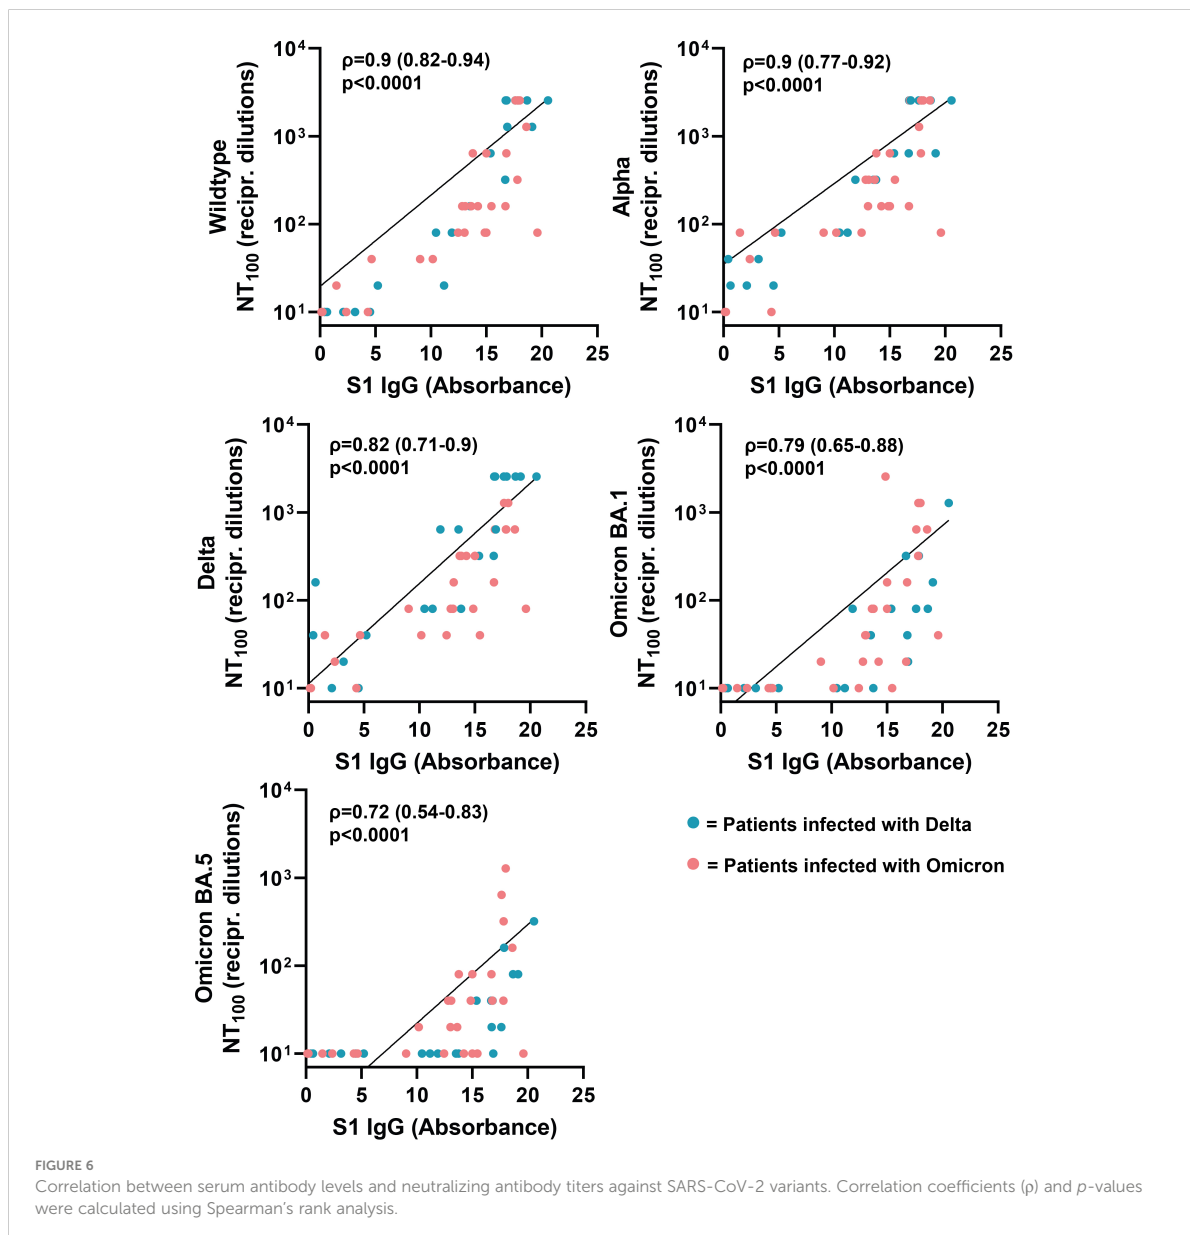 ρ=0.9 (0.82-0.94)
p<0.0001
Wildtype
NT100 (recipr. dilutions)
10⁴
10³
10²
10¹
0 5 10 15 20 25
S1 IgG (Absorbance)
ρ=0.9 (0.77-0.92)
p<0.0001
Alpha
NT100 (recipr. dilutions)
10⁴
10³
10²
10¹
0 5 10 15 20 25
S1 IgG (Absorbance)
ρ=0.82 (0.71-0.9)
p<0.0001
Delta
NT100 (recipr. dilutions)
10⁴
10³
10²
10¹
0 5 10 15 20 25
S1 IgG (Absorbance)
ρ=0.79 (0.65-0.88)
p<0.0001
Omicron BA.1
NT100 (recipr. dilutions)
10⁴
10³
10²
10¹
0 5 10 15 20 25
S1 IgG (Absorbance)
ρ=0.72 (0.54-0.83)
p<0.0001
Omicron BA.5
NT100 (recipr. dilutions)
10⁴
10³
10²
10¹
0 5 10 15 20 25
S1 IgG (Absorbance)
= Patients infected with Delta
= Patients infected with Omicron
FIGURE 6
Correlation between serum antibody levels and neutralizing antibody titers against SARS-CoV-2 variants. Correlation coefficients (ρ) and p-values
were calculated using Spearman's rank analysis.